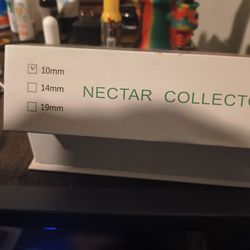 ☑ 10mm
☐ 14mm NECTAR COLLECTO
☐ 19mm